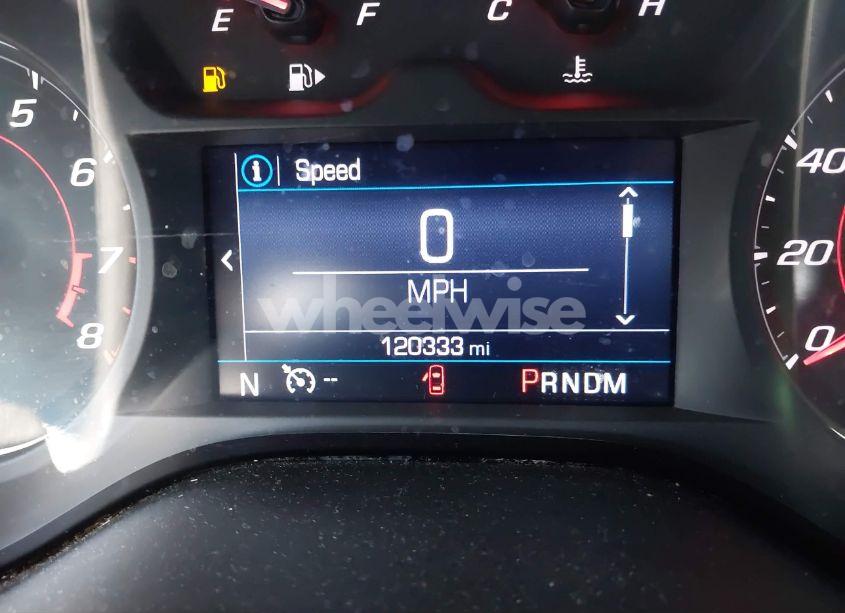 E F C H
5
6
7
8
40
20
0
Speed
0
MPH
wheelwise
120333 mi
N -- PRNDM